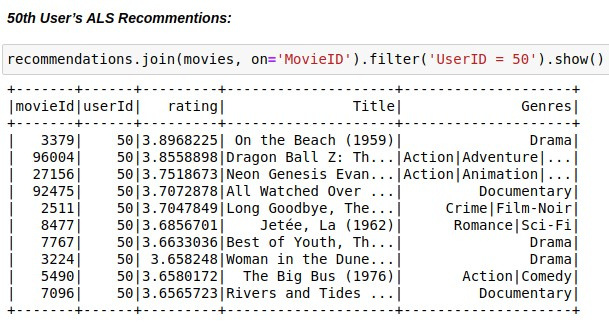 50th User’s ALS Recommentions:
recommendations.join(movies, on='MovieID').filter('UserID = 50').show()
+-------+------+---------+--------------------+--------------------+
|movieId|userId|   rating|               Title|              Genres|
+-------+------+---------+--------------------+--------------------+
|   3379|    50|3.8968225| On the Beach (1959)|               Drama|
|  96004|    50|3.8558898|Dragon Ball Z: Th...|Action|Adventure|...|
|  27156|    50|3.7518673|Neon Genesis Evan...|Action|Animation|...|
|  92475|    50|3.7072878|All Watched Over ...|         Documentary|
|   2511|    50|3.7047849|Long Goodbye, The...|     Crime|Film-Noir|
|   8477|    50|3.6856701|    Jetée, La (1962)|      Romance|Sci-Fi|
|   7767|    50|3.6633036|Best of Youth, Th...|               Drama|
|   3224|    50| 3.658248|Woman in the Dune...|               Drama|
|   5490|    50|3.6580172|  The Big Bus (1976)|       Action|Comedy|
|   7096|    50|3.6565723|Rivers and Tides ...|         Documentary|
+-------+------+---------+--------------------+--------------------+